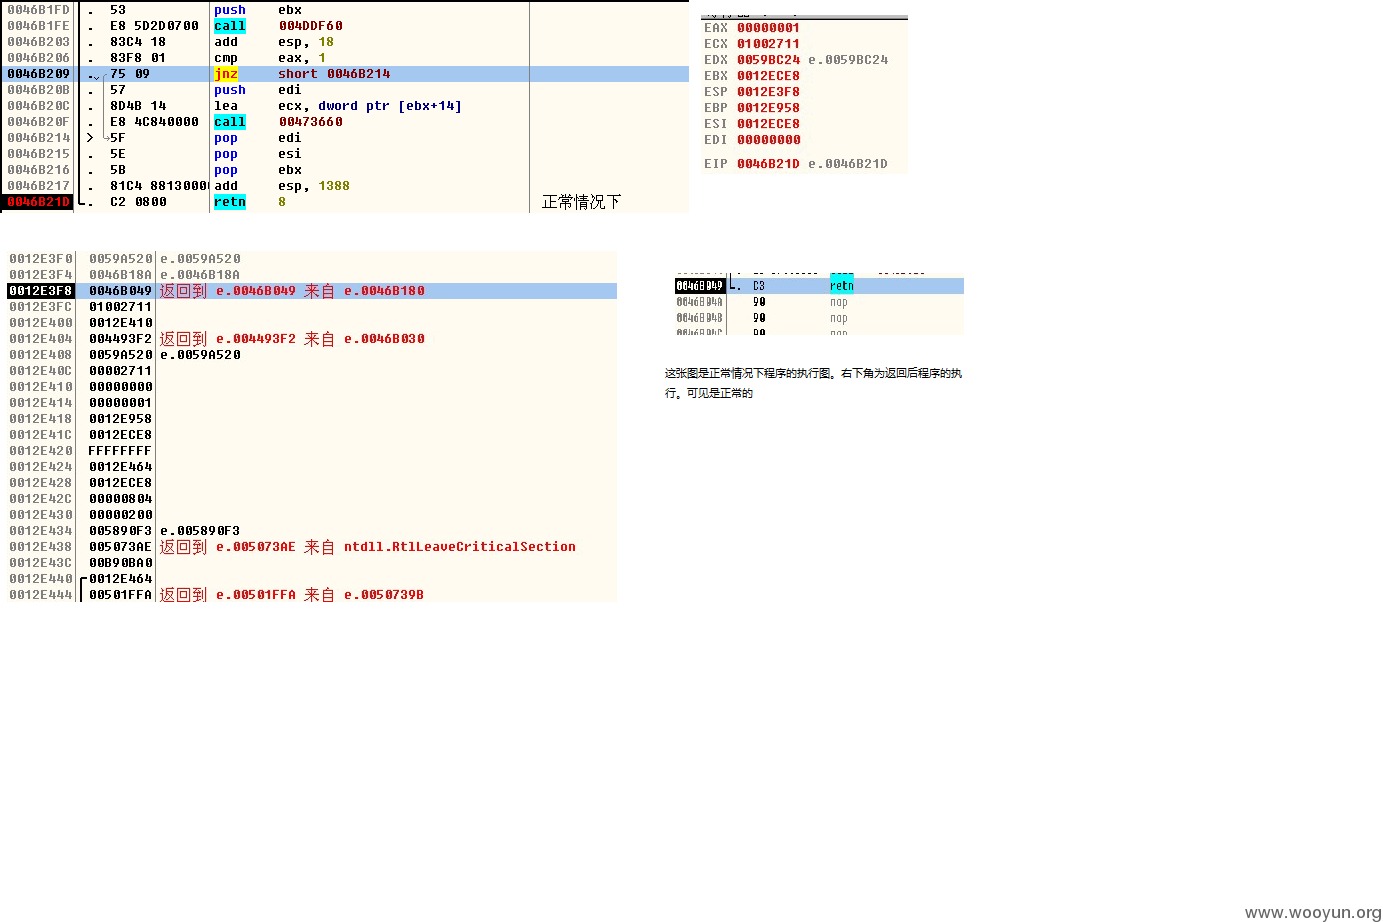 0046B1FD . 53 push ebx
0046B1FE . E8 5D2D0700 call 004DDF60
0046B203 . 83C4 18 add esp, 18
0046B206 . 83F8 01 cmp eax, 1
0046B209 . 75 09 jnz short 0046B214
0046B20B . 57 push edi
0046B20C . 8D4B 14 lea ecx, dword ptr [ebx+14]
0046B20F . E8 4C840000 call 00473660
0046B214 > 5F pop edi
0046B215 . 5E pop esi
0046B216 . 5B pop ebx
0046B217 . 81C4 88130000 add esp, 1388
0046B21D . C2 0800 retn 8 正常情况下
EAX 00000001
ECX 01002711
EDX 0059BC24 e.0059BC24
EBX 0012ECE8
ESP 0012E3F8
EBP 0012E958
ESI 0012ECE8
EDI 00000000
EIP 0046B21D e.0046B21D
0012E3F0 0059A520 e.0059A520
0012E3F4 0046B18A e.0046B18A
0012E3F8 0046B049 返回到 e.0046B049 来自 e.0046B180
0012E3FC 01002711
0012E400 0012E410
0012E404 004493F2 返回到 e.004493F2 来自 e.0046B030
0012E408 0059A520 e.0059A520
0012E40C 00002711
0012E410 00000000
0012E414 00000001
0012E418 0012E958
0012E41C 0012ECE8
0012E420 FFFFFFFF
0012E424 0012E464
0012E428 0012ECE8
0012E42C 00000804
0012E430 00000200
0012E434 005890F3 e.005890F3
0012E438 005073AE 返回到 e.005073AE 来自 ntdll.RtlLeaveCriticalSection
0012E43C 00B90BA0
0012E440 0012E464
0012E444 00501FFA 返回到 e.00501FFA 来自 e.0050739B
0046B049 . C3 retn
0046B04A 90 nop
0046B04B 90 nop
0046B04C 90 nop
这张图是正常情况下程序的执行图。右下角为返回后程序的执
行。可见是正常的
www.wooyun.org